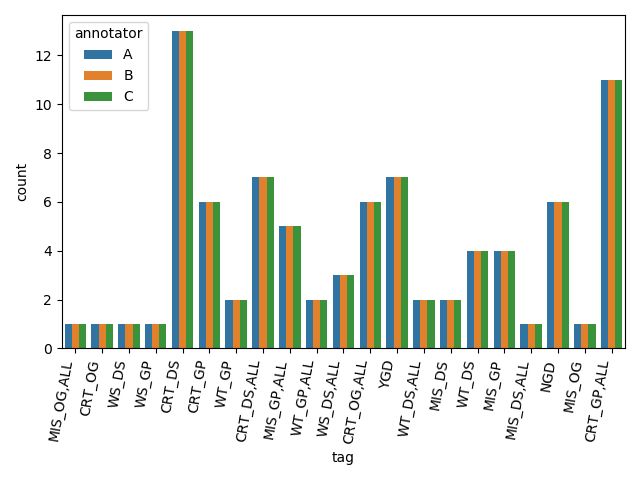 annotator
A
B
C
count
12
10
8
6
4
2
0
MIS_OG,ALL
CRT_OG
WS_DS
WS_GP
CRT_DS
CRT_GP
WT_GP
CRT_DS,ALL
MIS_GP,ALL
WT_GP,ALL
WS_DS,ALL
CRT_OG,ALL
YGD
WT_DS,ALL
MIS_DS
WT_DS
MIS_GP
MIS_DS,ALL
NGD
MIS_OG
CRT_GP,ALL
tag